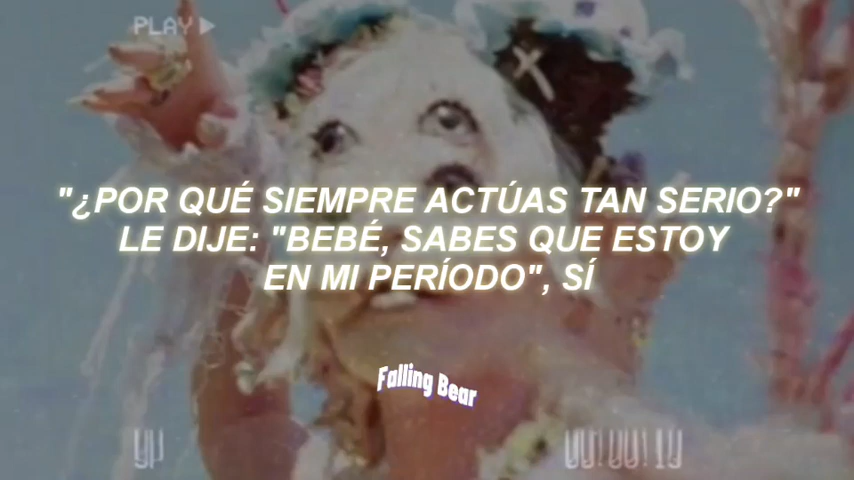 PLAY
"¿POR QUÉ SIEMPRE ACTÚAS TAN SERIO?"
LE DIJE: "BEBÉ, SABES QUE ESTOY
EN MI PERÍODO", SÍ
Falling Bear